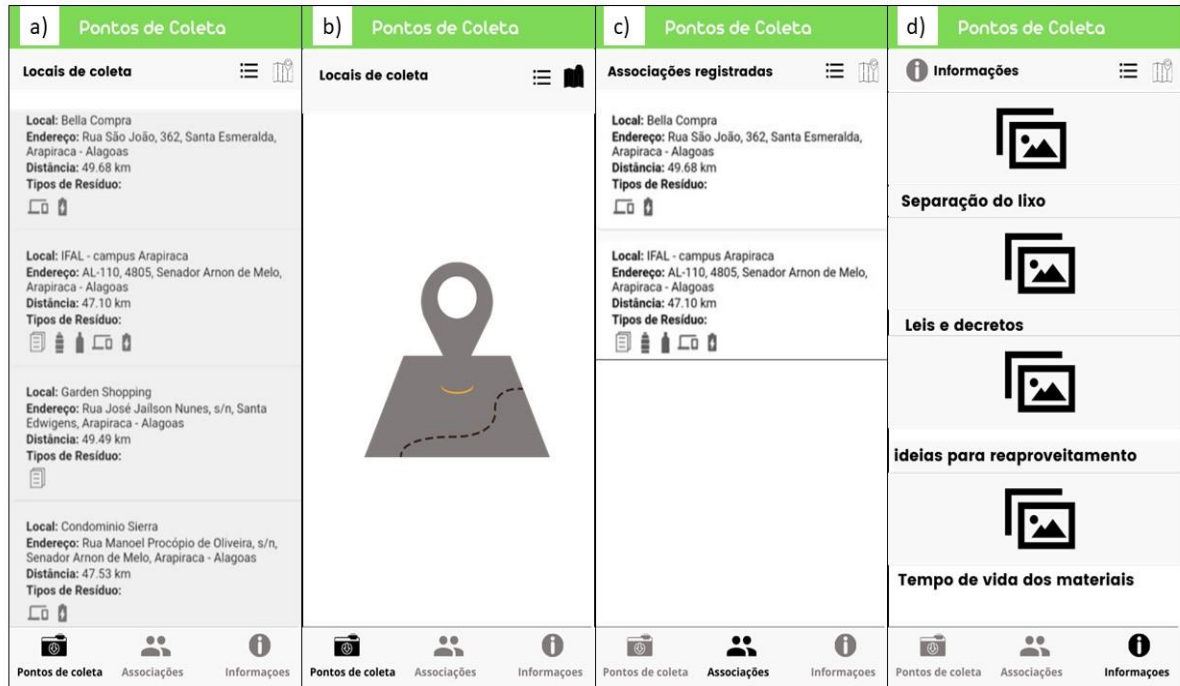 a) Pontos de Coleta
Locais de coleta
Local: Bella Compra
Endereço: Rua São João, 362, Santa Esmeralda,
Arapiraca - Alagoas
Distância: 49.68 km
Tipos de Resíduo:
Local: IFAL - campus Arapiraca
Endereço: AL-110, 4805, Senador Arnon de Melo,
Arapiraca - Alagoas
Distância: 47.10 km
Tipos de Resíduo:
Local: Garden Shopping
Endereço: Rua José Jaílson Nunes, s/n, Santa
Edwigens, Arapiraca - Alagoas
Distância: 49.49 km
Tipos de Resíduo:
Local: Condominio Sierra
Endereço: Rua Manoel Procópio de Oliveira, s/n,
Senador Arnon de Melo, Arapiraca - Alagoas
Distância: 47.53 km
Tipos de Resíduo:
Pontos de coleta Associações Informaçoes
b) Pontos de Coleta
Locais de coleta
Pontos de coleta Associações Informaçoes
c) Pontos de Coleta
Associações registradas
Local: Bella Compra
Endereço: Rua São João, 362, Santa Esmeralda,
Arapiraca - Alagoas
Distância: 49.68 km
Tipos de Resíduo:
Local: IFAL - campus Arapiraca
Endereço: AL-110, 4805, Senador Arnon de Melo,
Arapiraca - Alagoas
Distância: 47.10 km
Tipos de Resíduo:
Pontos de coleta Associações Informaçoes
d) Pontos de Coleta
Informações
Separação do lixo
Leis e decretos
ideias para reaproveitamento
Tempo de vida dos materiais
Pontos de coleta Associações Informaçoes